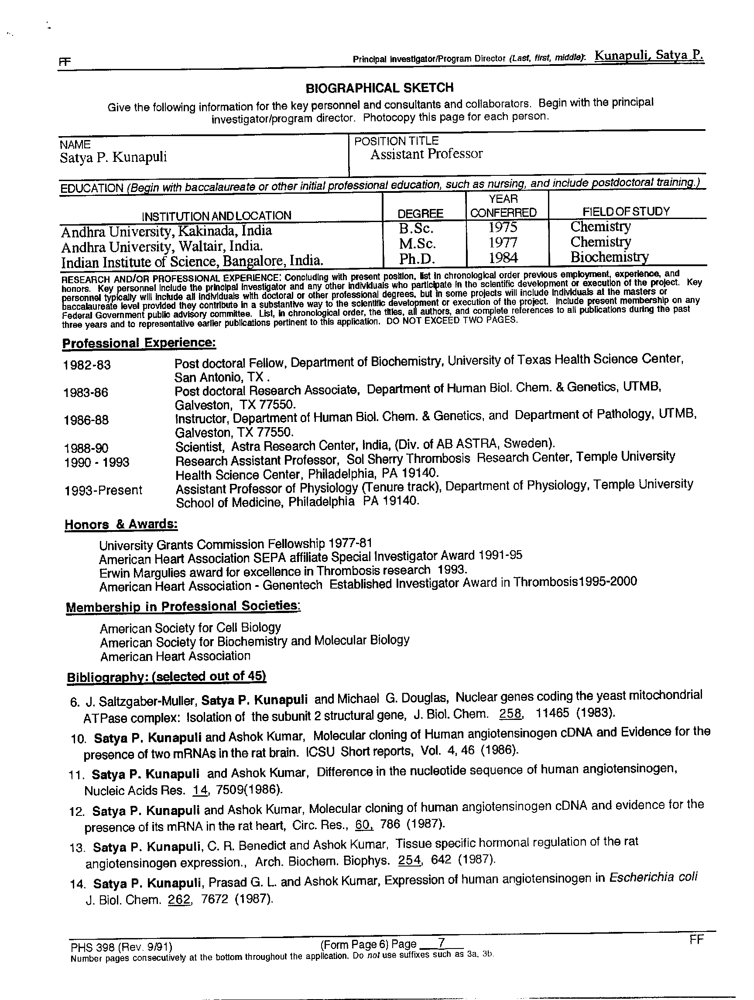 FF Principal Investigator/Program Director (Last, first, middle): Kunapuli, Satya P.
BIOGRAPHICAL SKETCH
Give the following information for the key personnel and consultants and collaborators. Begin with the principal
investigator/program director. Photocopy this page for each person.
NAME POSITION TITLE
Satya P. Kunapuli Assistant Professor
EDUCATION (Begin with baccalaureate or other initial professional education, such as nursing, and include postdoctoral training.)
INSTITUTION AND LOCATION DEGREE YEAR CONFERRED FIELD OF STUDY
Andhra University, Kakinada, India B.Sc. 1975 Chemistry
Andhra University, Waltair, India. M.Sc. 1977 Chemistry
Indian Institute of Science, Bangalore, India. Ph.D. 1984 Biochemistry
RESEARCH AND/OR PROFESSIONAL EXPERIENCE: Concluding with present position, list in chronological order previous employment, experience, and
honors. Key personnel include the principal investigator and any other individuals who participate in the scientific development or execution of the project. Key
personnel typically will include all individuals with doctoral or other professional degrees, but in some projects will include individuals at the masters or
baccalaureate level provided they contribute in a substantive way to the scientific development or execution of the project. Include present membership on any
Federal Government public advisory committee. List, in chronological order, the titles, all authors, and complete references to all publications during the past
three years and to representative earlier publications pertinent to this application. DO NOT EXCEED TWO PAGES.
Professional Experience:
1982-83 Post doctoral Fellow, Department of Biochemistry, University of Texas Health Science Center,
San Antonio, TX .
1983-86 Post doctoral Research Associate, Department of Human Biol. Chem. & Genetics, UTMB,
Galveston, TX 77550.
1986-88 Instructor, Department of Human Biol. Chem. & Genetics, and Department of Pathology, UTMB,
Galveston, TX 77550.
1988-90 Scientist, Astra Research Center, India, (Div. of AB ASTRA, Sweden).
1990 - 1993 Research Assistant Professor, Sol Sherry Thrombosis Research Center, Temple University
Health Science Center, Philadelphia, PA 19140.
1993-Present Assistant Professor of Physiology (Tenure track), Department of Physiology, Temple University
School of Medicine, Philadelphia PA 19140.
Honors & Awards:
University Grants Commission Fellowship 1977-81
American Heart Association SEPA affiliate Special Investigator Award 1991-95
Erwin Margulies award for excellence in Thrombosis research 1993.
American Heart Association - Genentech Established Investigator Award in Thrombosis1995-2000
Membership in Professional Societies:
American Society for Cell Biology
American Society for Biochemistry and Molecular Biology
American Heart Association
Bibliography: (selected out of 45)
6. J. Saltzgaber-Muller, Satya P. Kunapuli and Michael G. Douglas, Nuclear genes coding the yeast mitochondrial
ATPase complex: Isolation of the subunit 2 structural gene, J. Biol. Chem. 258, 11465 (1983).
10. Satya P. Kunapuli and Ashok Kumar, Molecular cloning of Human angiotensinogen cDNA and Evidence for the
presence of two mRNAs in the rat brain. ICSU Short reports, Vol. 4, 46 (1986).
11. Satya P. Kunapuli and Ashok Kumar, Difference in the nucleotide sequence of human angiotensinogen,
Nucleic Acids Res. 14, 7509(1986).
12. Satya P. Kunapuli and Ashok Kumar, Molecular cloning of human angiotensinogen cDNA and evidence for the
presence of its mRNA in the rat heart, Circ. Res., 60, 786 (1987).
13. Satya P. Kunapuli, C. R. Benedict and Ashok Kumar, Tissue specific hormonal regulation of the rat
angiotensinogen expression., Arch. Biochem. Biophys. 254, 642 (1987).
14. Satya P. Kunapuli, Prasad G. L. and Ashok Kumar, Expression of human angiotensinogen in Escherichia coli
J. Biol. Chem. 262, 7672 (1987).
PHS 398 (Rev. 9/91) (Form Page 6) Page 7 FF
Number pages consecutively at the bottom throughout the application. Do not use suffixes such as 3a, 3b.